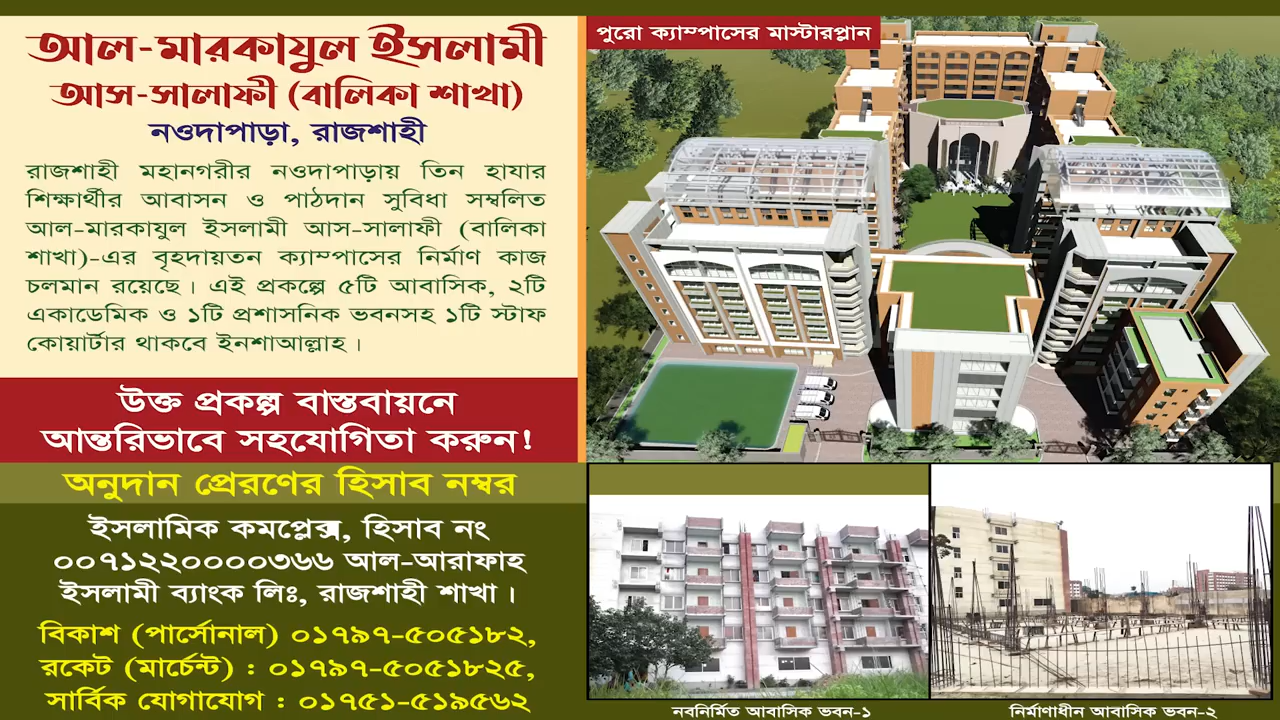 আল-মারকাযুল ইসলামী
আস-সালাফী (বালিকা শাখা)
নওদাপাড়া, রাজশাহী
রাজশাহী মহানগরীর নওদাপাড়ায় তিন হাযার
শিক্ষার্থীর আবাসন ও পাঠদান সুবিধা সম্বলিত
আল-মারকাযুল ইসলামী আস-সালাফী (বালিকা
শাখা)-এর বৃহদায়তন ক্যাম্পাসের নির্মাণ কাজ
চলমান রয়েছে। এই প্রকল্পে ৫টি আবাসিক, ২টি
একাডেমিক ও ১টি প্রশাসনিক ভবনসহ ১টি স্টাফ
কোয়ার্টার থাকবে ইনশাআল্লাহ।
উক্ত প্রকল্প বাস্তবায়নে
আন্তরিভাবে সহযোগিতা করুন!
অনুদান প্রেরণের হিসাব নম্বর
ইসলামিক কমপ্লেক্স, হিসাব নং
০০৭১২২০০০০৩৬৬ আল-আরাফাহ
ইসলামী ব্যাংক লিঃ, রাজশাহী শাখা।
বিকাশ (পার্সোনাল) ০১৭৯৭-৫০৫১৮২,
রকেট (মার্চেন্ট) : ০১৭৯৭-৫০৫১৮২৫,
সার্বিক যোগাযোগ : ০১৭৫১-৫১৯৫৬২
পুরো ক্যাম্পাসের মাস্টারপ্লান
নবনির্মিত আবাসিক ভবন-১
নির্মাণাধীন আবাসিক ভবন-২